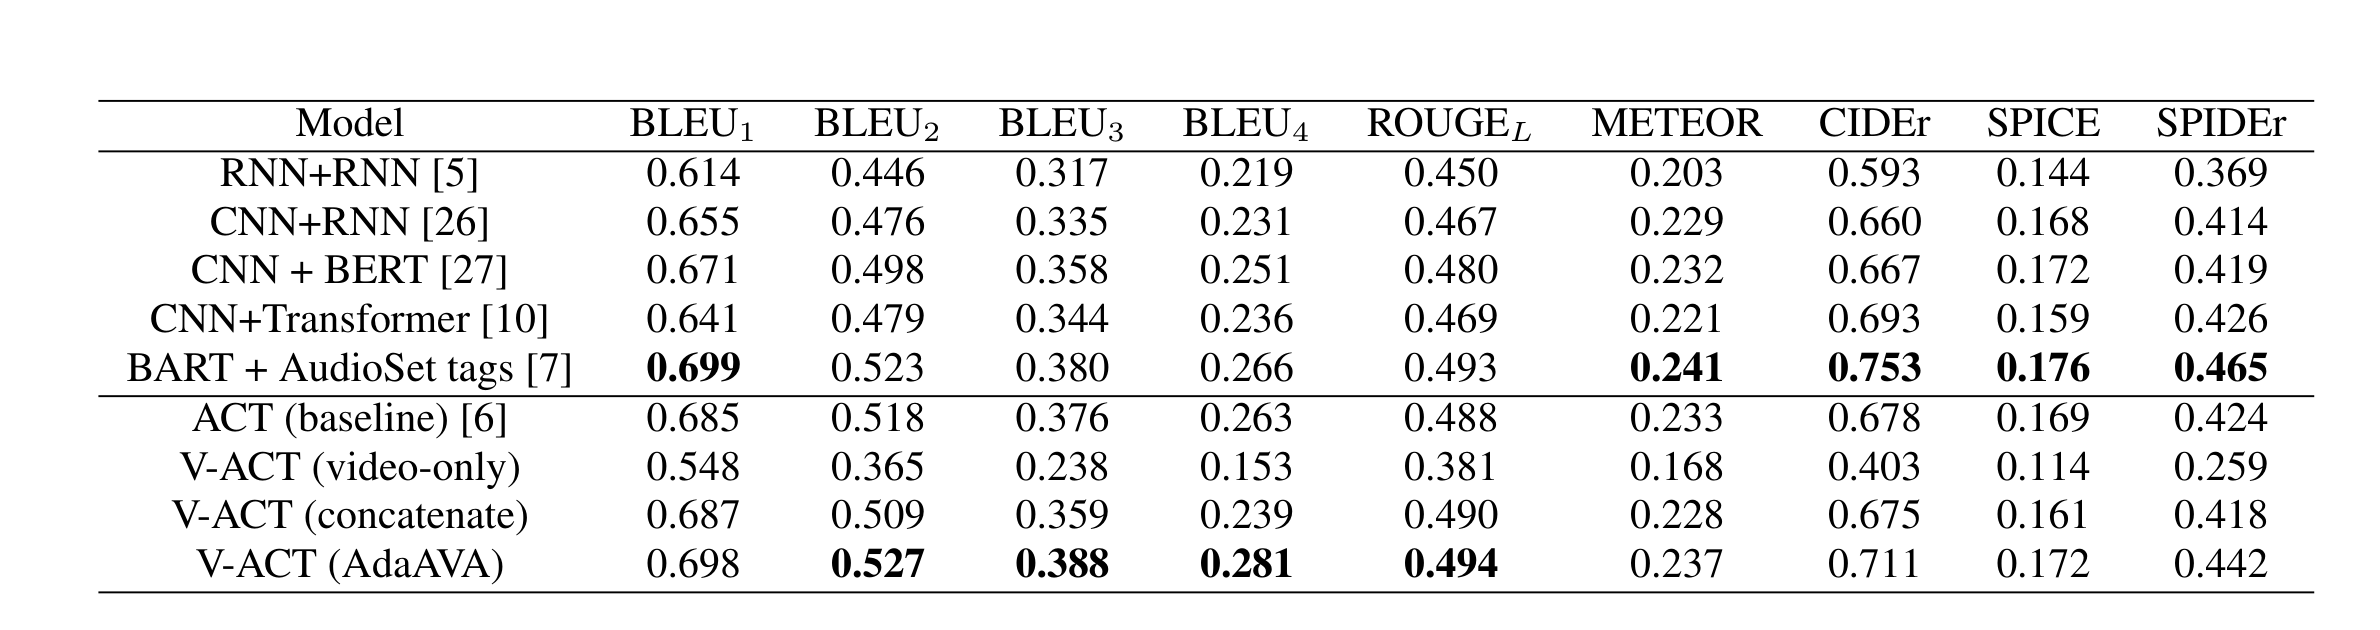 Model BLEU₁ BLEU₂ BLEU₃ BLEU₄ ROUGE_L METEOR CIDEr SPICE SPIDEr
RNN+RNN [5] 0.614 0.446 0.317 0.219 0.450 0.203 0.593 0.144 0.369
CNN+RNN [26] 0.655 0.476 0.335 0.231 0.467 0.229 0.660 0.168 0.414
CNN + BERT [27] 0.671 0.498 0.358 0.251 0.480 0.232 0.667 0.172 0.419
CNN+Transformer [10] 0.641 0.479 0.344 0.236 0.469 0.221 0.693 0.159 0.426
BART + AudioSet tags [7] 0.699 0.523 0.380 0.266 0.493 0.241 0.753 0.176 0.465
ACT (baseline) [6] 0.685 0.518 0.376 0.263 0.488 0.233 0.678 0.169 0.424
V-ACT (video-only) 0.548 0.365 0.238 0.153 0.381 0.168 0.403 0.114 0.259
V-ACT (concatenate) 0.687 0.509 0.359 0.239 0.490 0.228 0.675 0.161 0.418
V-ACT (AdaAVA) 0.698 0.527 0.388 0.281 0.494 0.237 0.711 0.172 0.442